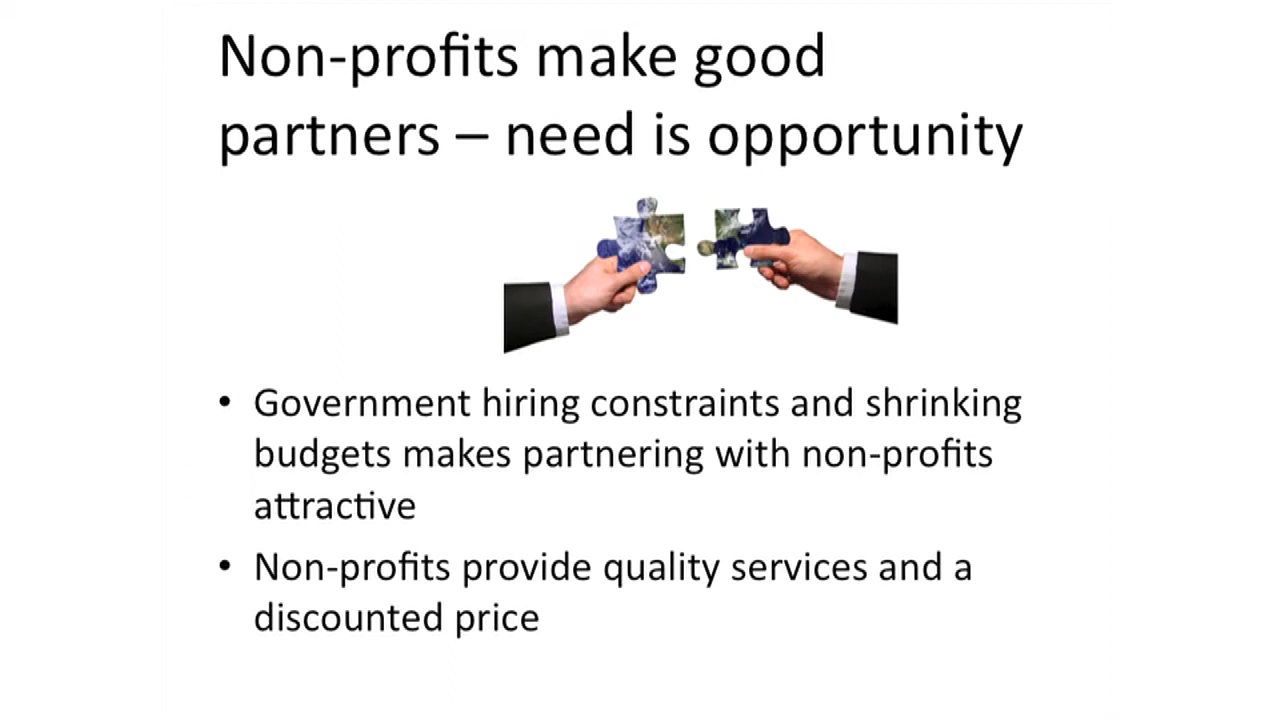 Non-profits make good
partners – need is opportunity
• Government hiring constraints and shrinking
budgets makes partnering with non-profits
attractive
• Non-profits provide quality services and a
discounted price